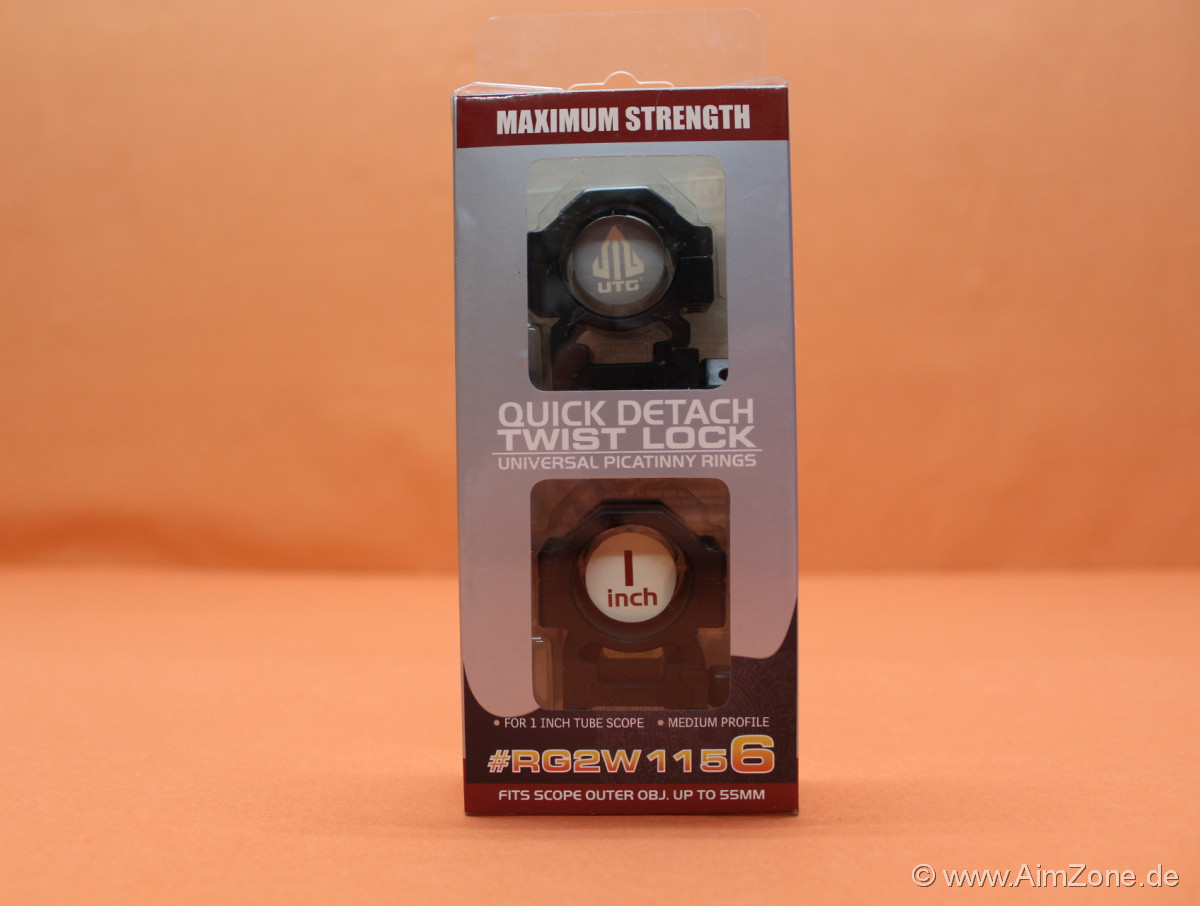 MAXIMUM STRENGTH
UTG
QUICK DETACH
TWIST LOCK
UNIVERSAL PICATINNY RINGS
1
inch
• FOR 1 INCH TUBE SCOPE • MEDIUM PROFILE
#RG2W1156
FITS SCOPE OUTER OBJ. UP TO 55MM
© www.AimZone.de